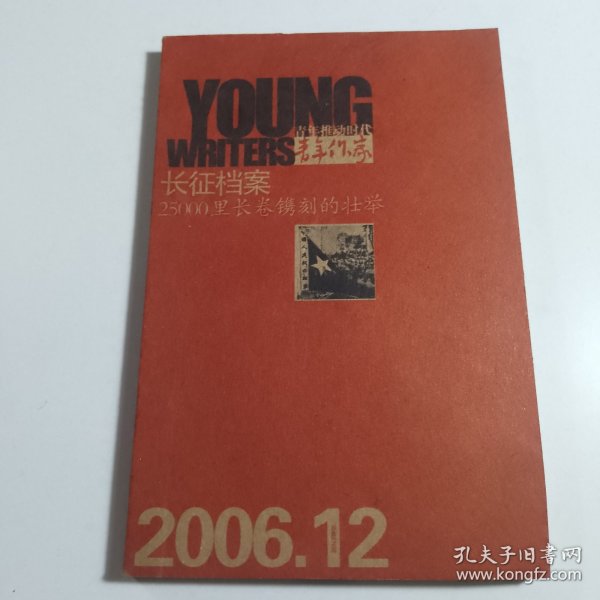 YOUNG
青年推动时代
WRITERS 青年作家
长征档案
25000里长卷镌刻的壮举
2006.12
孔夫子旧书网
www.kongfz.com